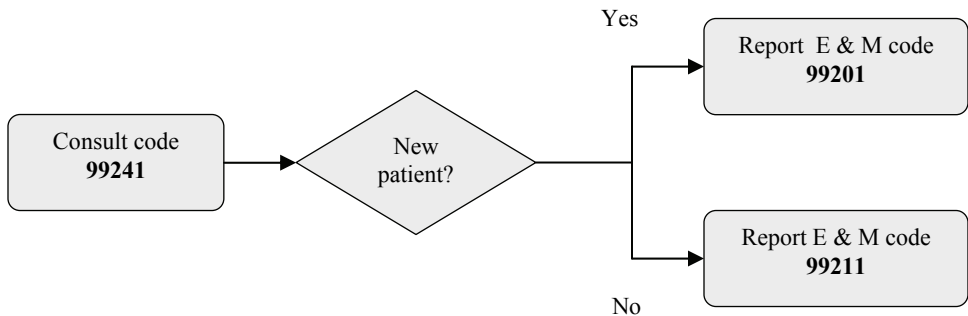 Yes
Report E & M code
99201
Consult code
99241
New
patient?
Report E & M code
99211
No